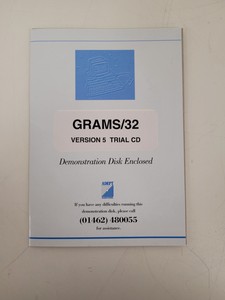 GRAMS/32
VERSION 5 TRIAL CD
Demonstration Disk Enclosed
If you have any difficulties running this
demonstration disk, please call
(01462) 480055
for assistance.